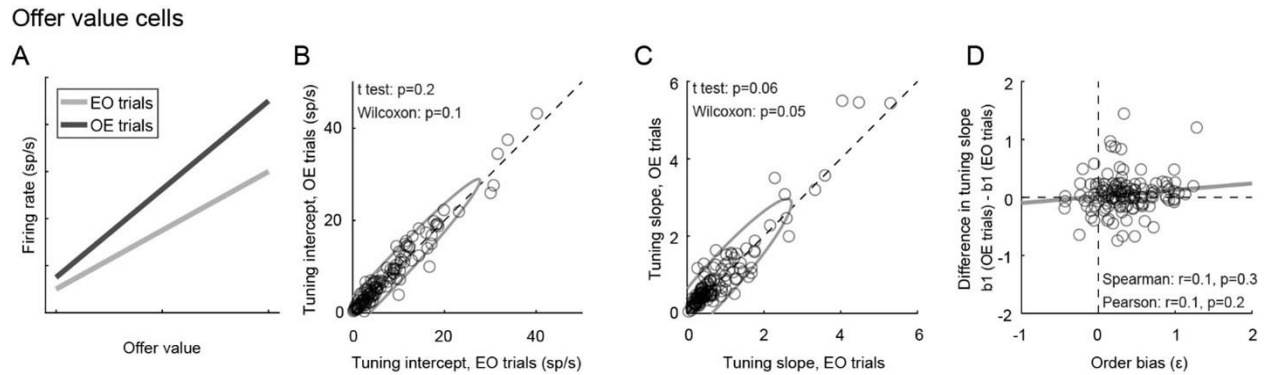 Offer value cells
A
EO trials
OE trials
Firing rate (sp/s)
Offer value
B
t test: p=0.2
Wilcoxon: p=0.1
Tuning intercept, OE trials (sp/s)
40
20
0
0
20
40
Tuning intercept, EO trials (sp/s)
C
t test: p=0.06
Wilcoxon: p=0.05
Tuning slope, OE trials
6
4
2
0
0
2
4
6
Tuning slope, EO trials
D
Difference in tuning slope
b1 (OE trials) - b1 (EO trials)
2
1
0
-1
-2
Spearman: r=0.1, p=0.3
Pearson: r=0.1, p=0.2
-1
0
1
2
Order bias (ε)